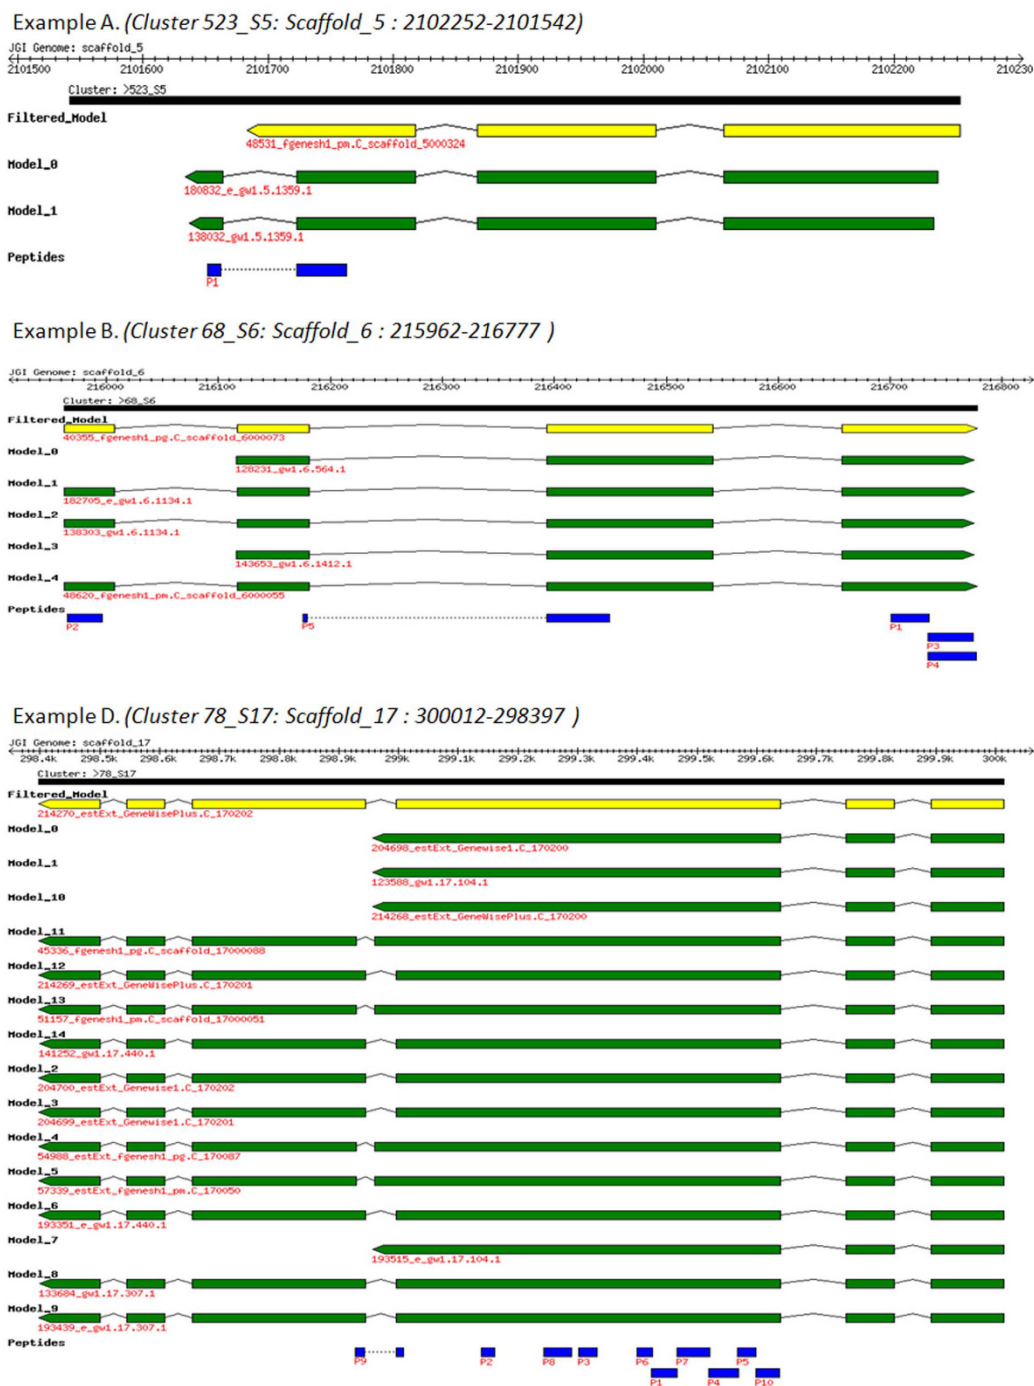 Example A. (Cluster 523_S5: Scaffold_5 : 2102252-2101542)
JGI Genome: scaffold_5
2101500 2101600 2101700 2101800 2101900 2102000 2102100 2102200 210230
Cluster: >523_S5
Filtered_Model
48531_fgenesh1_pm.C_scaffold_5000324
Model_0
180832_e_gw1.5.1359.1
Model_1
138032_gw1.5.1359.1
Peptides
P1
Example B. (Cluster 68_S6: Scaffold_6 : 215962-216777 )
JGI Genome: scaffold_6
216000 216100 216200 216300 216400 216500 216600 216700 216800
Cluster: >68_S6
Filtered_Model
40355_fgenesh1_pg.C_scaffold_6000073
Model_0
128231_gw1.6.564.1
Model_1
182705_e_gw1.6.1134.1
Model_2
138303_gw1.6.1134.1
Model_3
143653_gw1.6.1412.1
Model_4
48620_fgenesh1_pm.C_scaffold_6000055
Peptides
P2 P5 P1
P3
P4
Example D. (Cluster 78_S17: Scaffold_17 : 300012-298397 )
JGI Genome: scaffold_17
298.4k 298.5k 298.6k 298.7k 298.8k 298.9k 299k 299.1k 299.2k 299.3k 299.4k 299.5k 299.6k 299.7k 299.8k 299.9k 300k
Cluster: >78_S17
Filtered_Model
214270_estExt_GeneWisePlus.C_170202
Model_0
204698_estExt_Genewise1.C_170200
Model_1
123588_gw1.17.104.1
Model_10
214268_estExt_GeneWisePlus.C_170200
Model_11
45336_fgenesh1_pg.C_scaffold_17000088
Model_12
214269_estExt_GeneWisePlus.C_170201
Model_13
51157_fgenesh1_pm.C_scaffold_17000051
Model_14
141252_gw1.17.440.1
Model_2
204700_estExt_Genewise1.C_170202
Model_3
204699_estExt_Genewise1.C_170201
Model_4
54988_estExt_fgenesh1_pg.C_170087
Model_5
57339_estExt_fgenesh1_pm.C_170050
Model_6
193351_e_gw1.17.440.1
Model_7
193515_e_gw1.17.104.1
Model_8
133684_gw1.17.307.1
Model_9
193439_e_gw1.17.307.1
Peptides
P9 P2 P8 P3 P6 P7 P5
P1 P4 P10